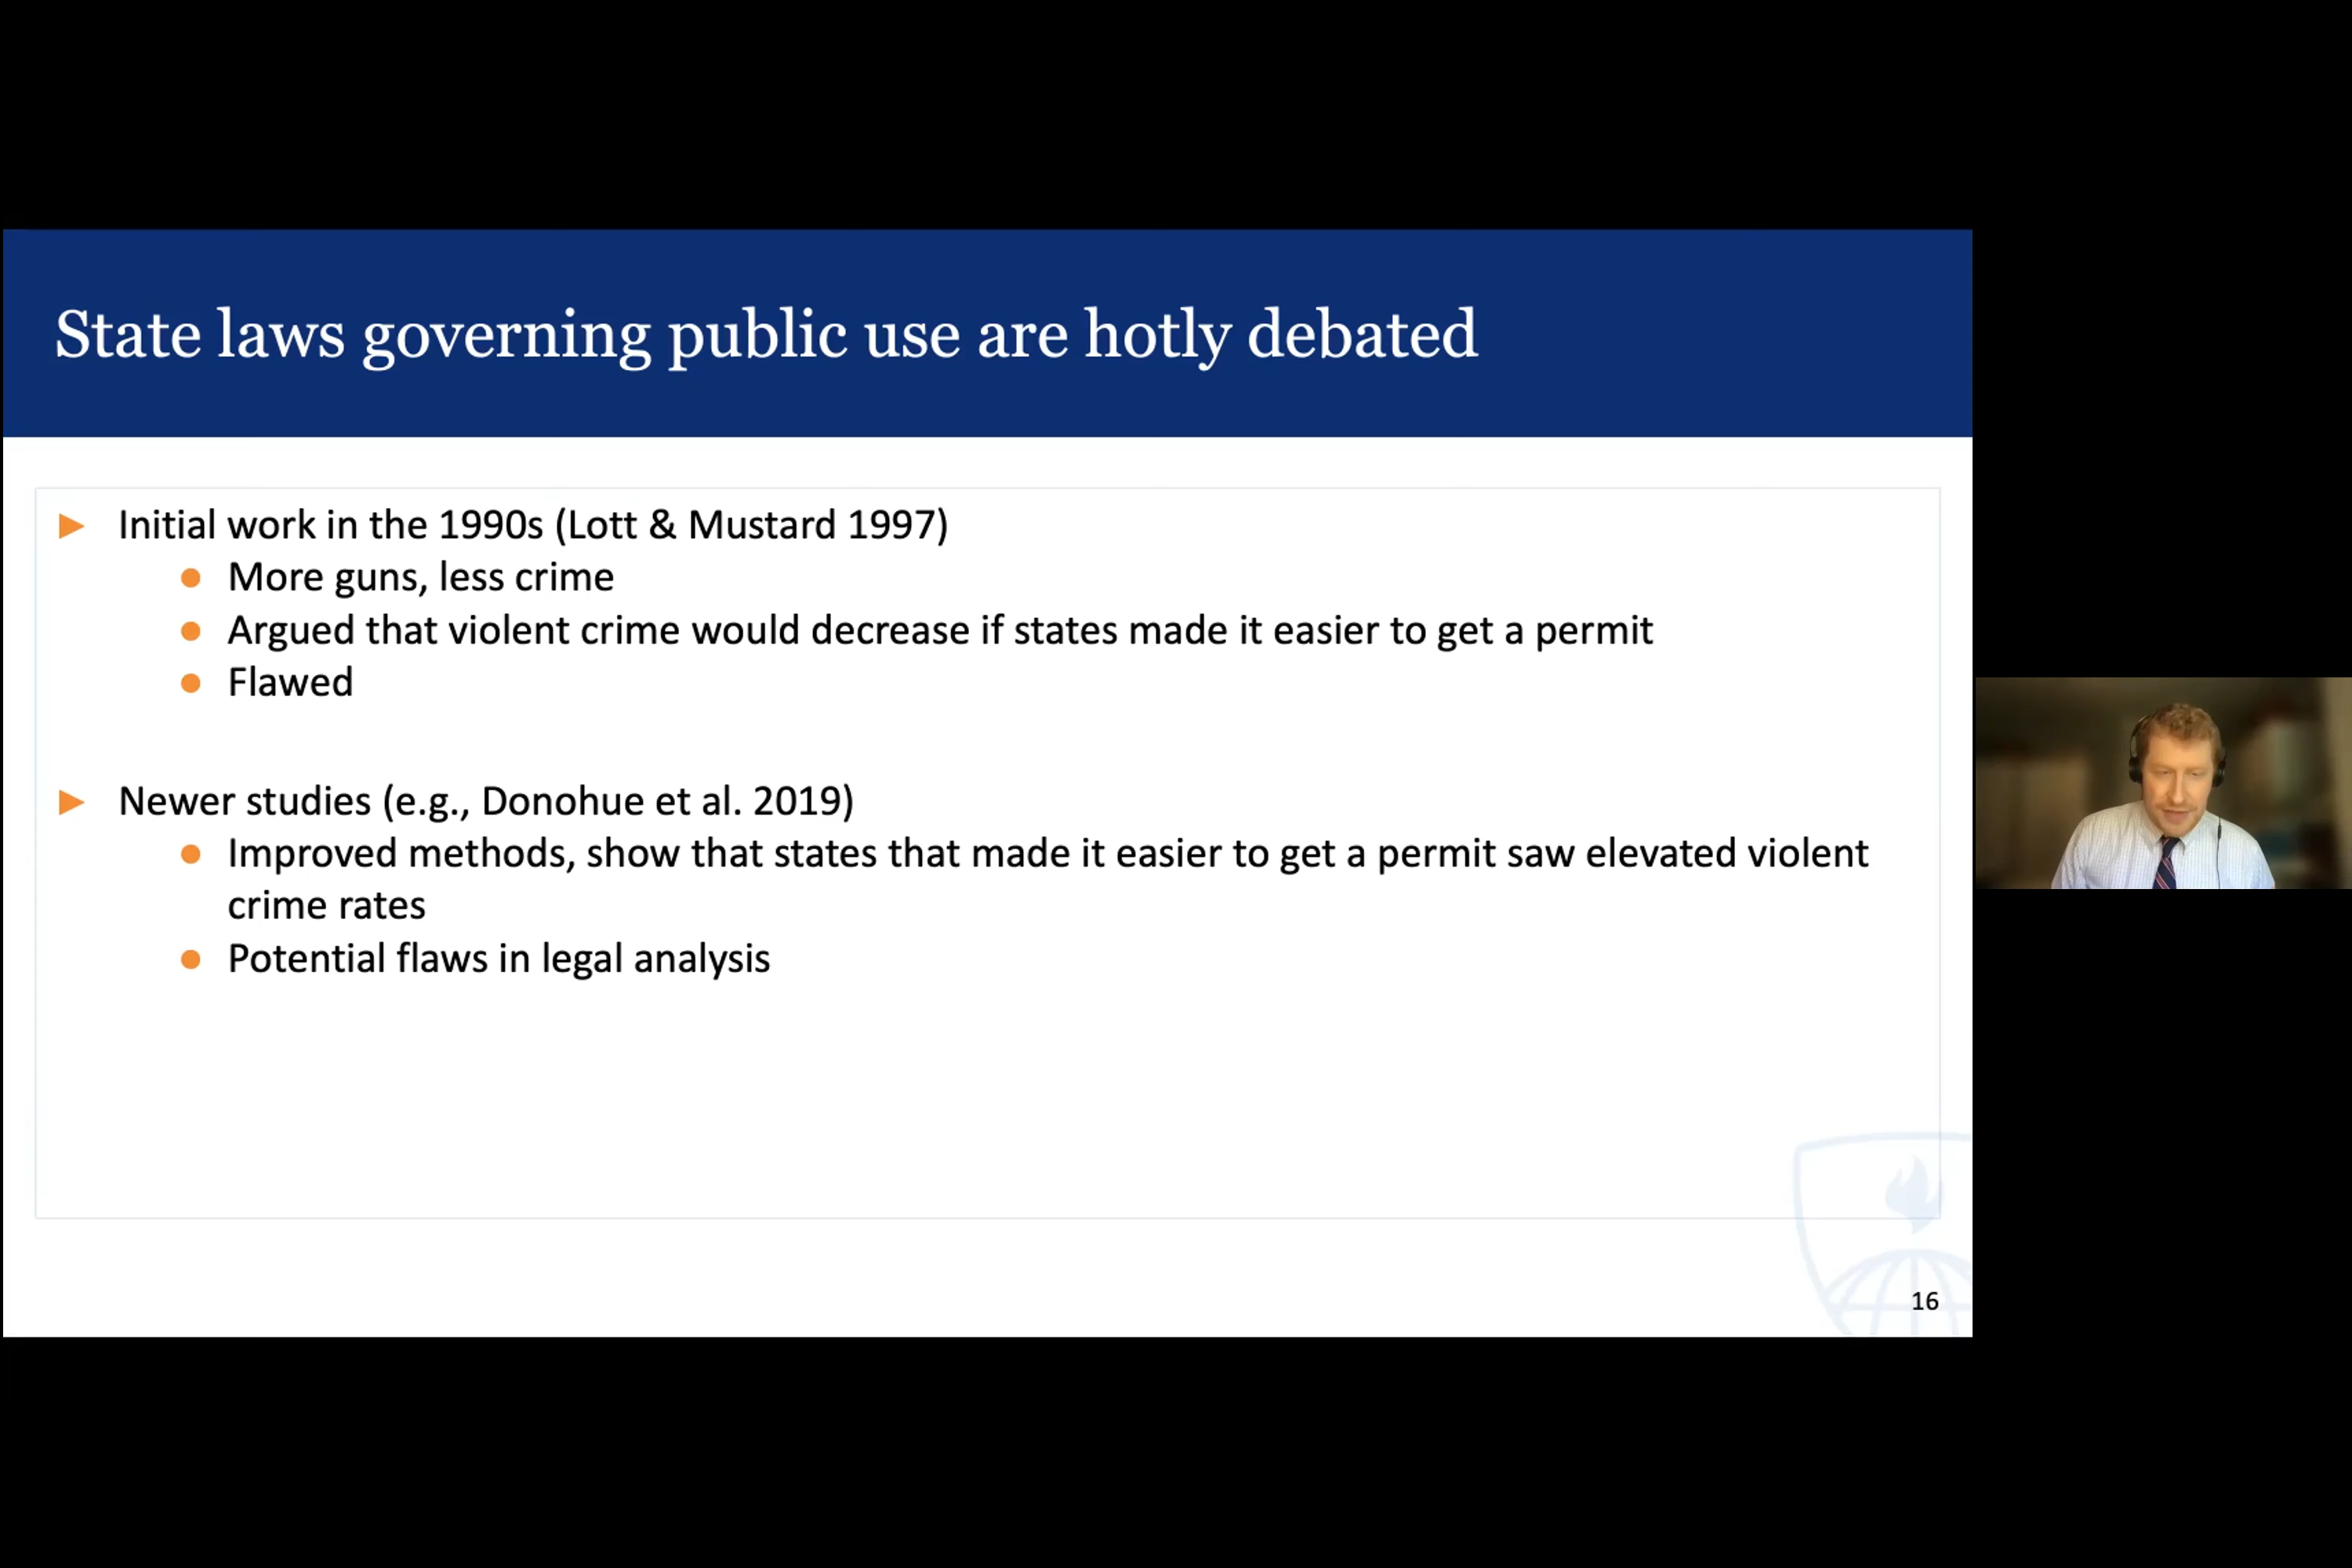 State laws governing public use are hotly debated
Initial work in the 1990s (Lott & Mustard 1997)
More guns, less crime
Argued that violent crime would decrease if states made it easier to get a permit
Flawed
Newer studies (e.g., Donohue et al. 2019)
Improved methods, show that states that made it easier to get a permit saw elevated violent
crime rates
Potential flaws in legal analysis
16